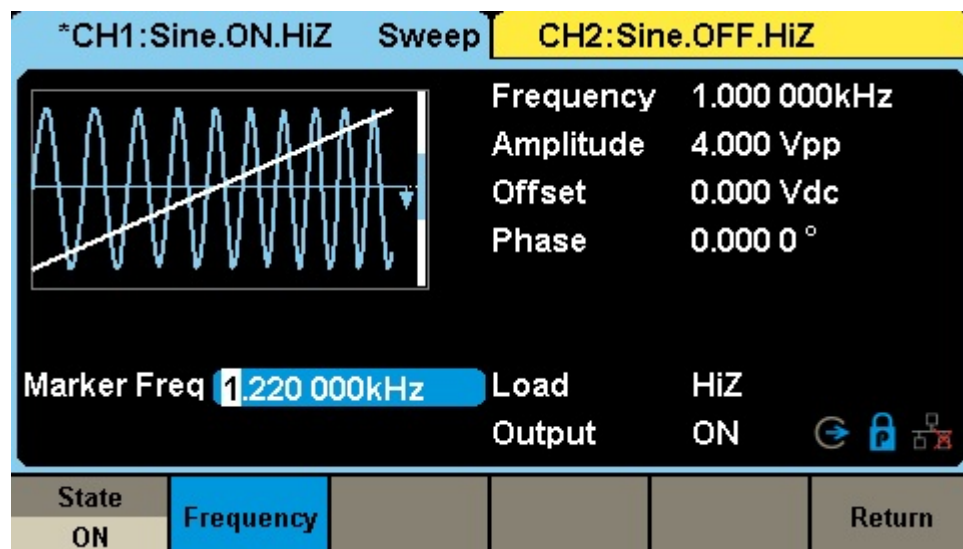 *CH1:Sine.ON.HiZ Sweep CH2:Sine.OFF.HiZ
Frequency 1.000 000kHz
Amplitude 4.000 Vpp
Offset 0.000 Vdc
Phase 0.000 0 °
Marker Freq 1.220 000kHz Load HiZ
Output ON P
State Frequency Return
ON